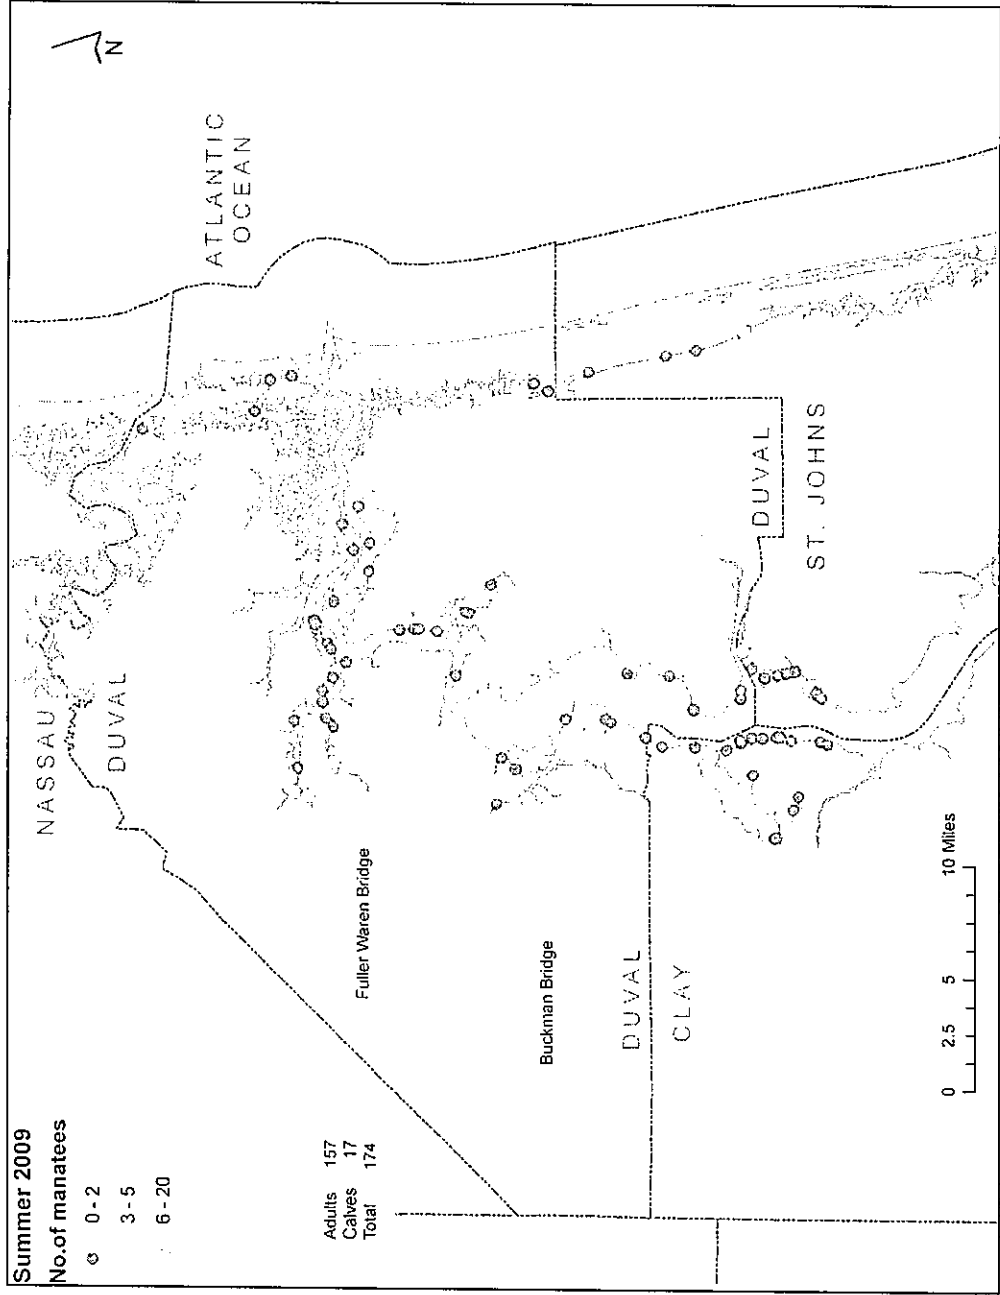 Summer 2009
No.of manatees
0 - 2
3 - 5
6 - 20
Adults 157
Calves 17
Total 174
N
NASSAU
DUVAL
ATLANTIC
OCEAN
Fuller Waren Bridge
Buckman Bridge
DUVAL
CLAY
DUVAL
ST. JOHNS
0 2.5 5 10 Miles